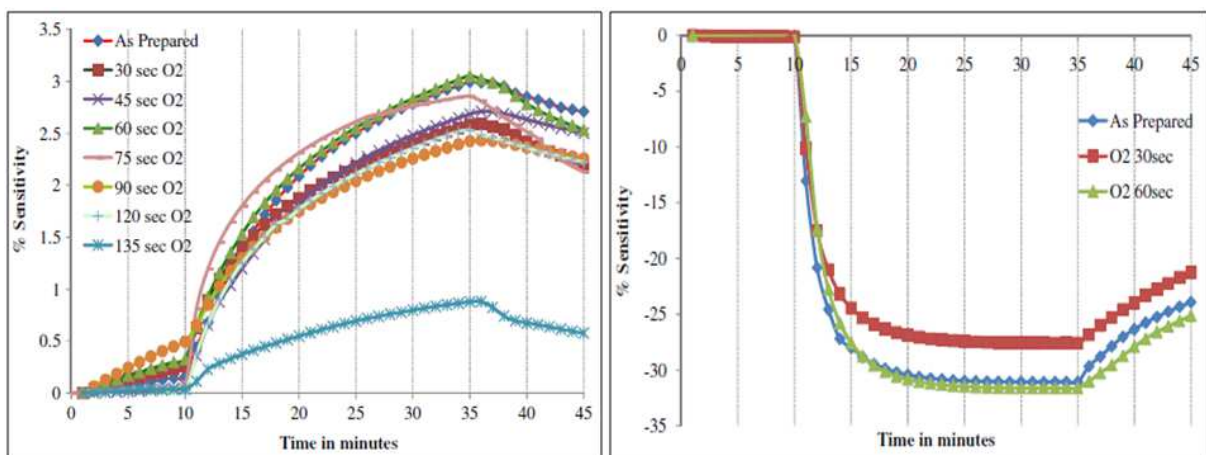 3.5
3
2.5
2
1.5
1
0.5
0
% Sensitivity
As Prepared
30 sec O2
45 sec O2
60 sec O2
75 sec O2
90 sec O2
120 sec O2
135 sec O2
0 5 10 15 20 25 30 35 40 45
Time in minutes
0
-5
-10
-15
-20
-25
-30
-35
% Sensitivity
0 5 10 15 20 25 30 35 40 45
As Prepared
O2 30sec
O2 60sec
Time in minutes